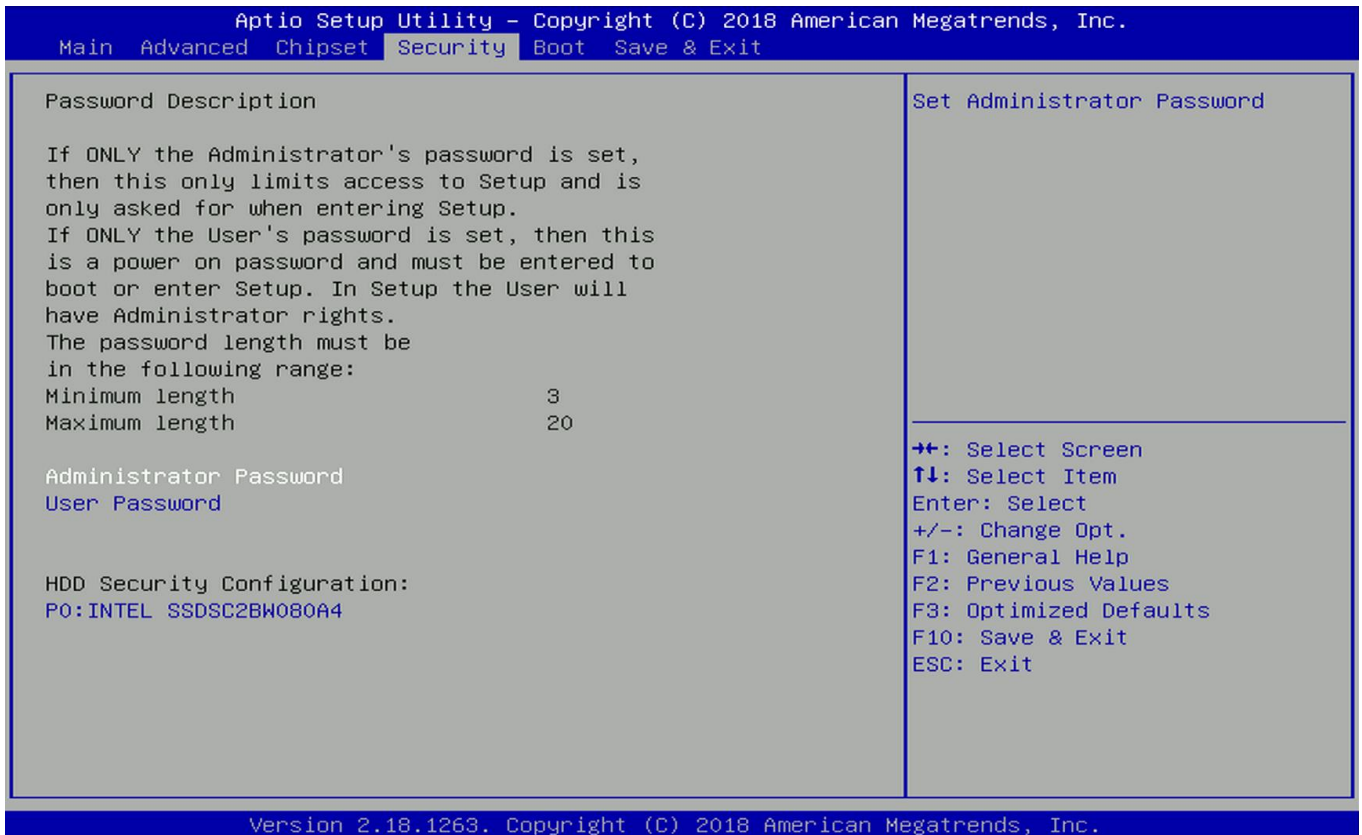 Aptio Setup Utility – Copyright (C) 2018 American Megatrends, Inc.
Main Advanced Chipset Security Boot Save & Exit
Password Description
If ONLY the Administrator's password is set,
then this only limits access to Setup and is
only asked for when entering Setup.
If ONLY the User's password is set, then this
is a power on password and must be entered to
boot or enter Setup. In Setup the User will
have Administrator rights.
The password length must be
in the following range:
Minimum length 3
Maximum length 20
Administrator Password
User Password
HDD Security Configuration:
P0:INTEL SSDSC2BW080A4
Set Administrator Password
→←: Select Screen
↑↓: Select Item
Enter: Select
+/-: Change Opt.
F1: General Help
F2: Previous Values
F3: Optimized Defaults
F10: Save & Exit
ESC: Exit
Version 2.18.1263. Copyright (C) 2018 American Megatrends, Inc.